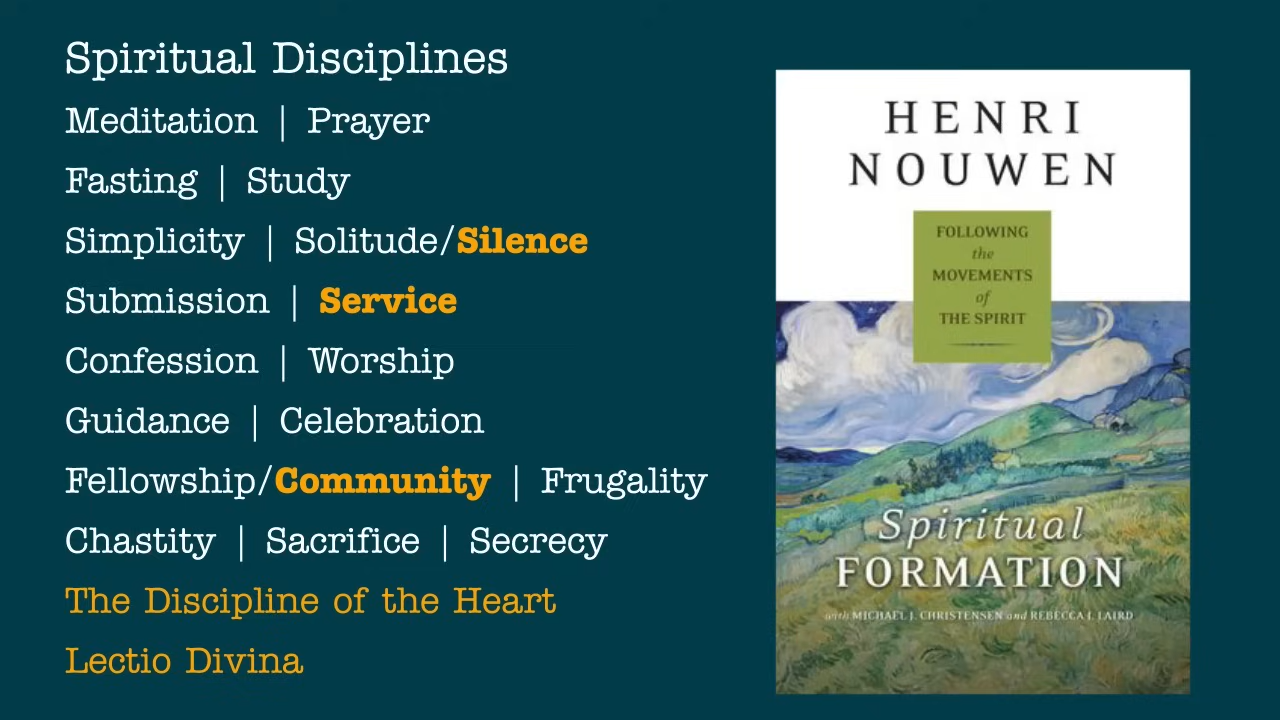 Spiritual Disciplines
Meditation | Prayer
Fasting | Study
Simplicity | Solitude/Silence
Submission | Service
Confession | Worship
Guidance | Celebration
Fellowship/Community | Frugality
Chastity | Sacrifice | Secrecy
The Discipline of the Heart
Lectio Divina
HENRI
NOUWEN
FOLLOWING
the
MOVEMENTS
of
THE SPIRIT
Spiritual
FORMATION
with MICHAEL J. CHRISTENSEN and REBECCA J. LAIRD